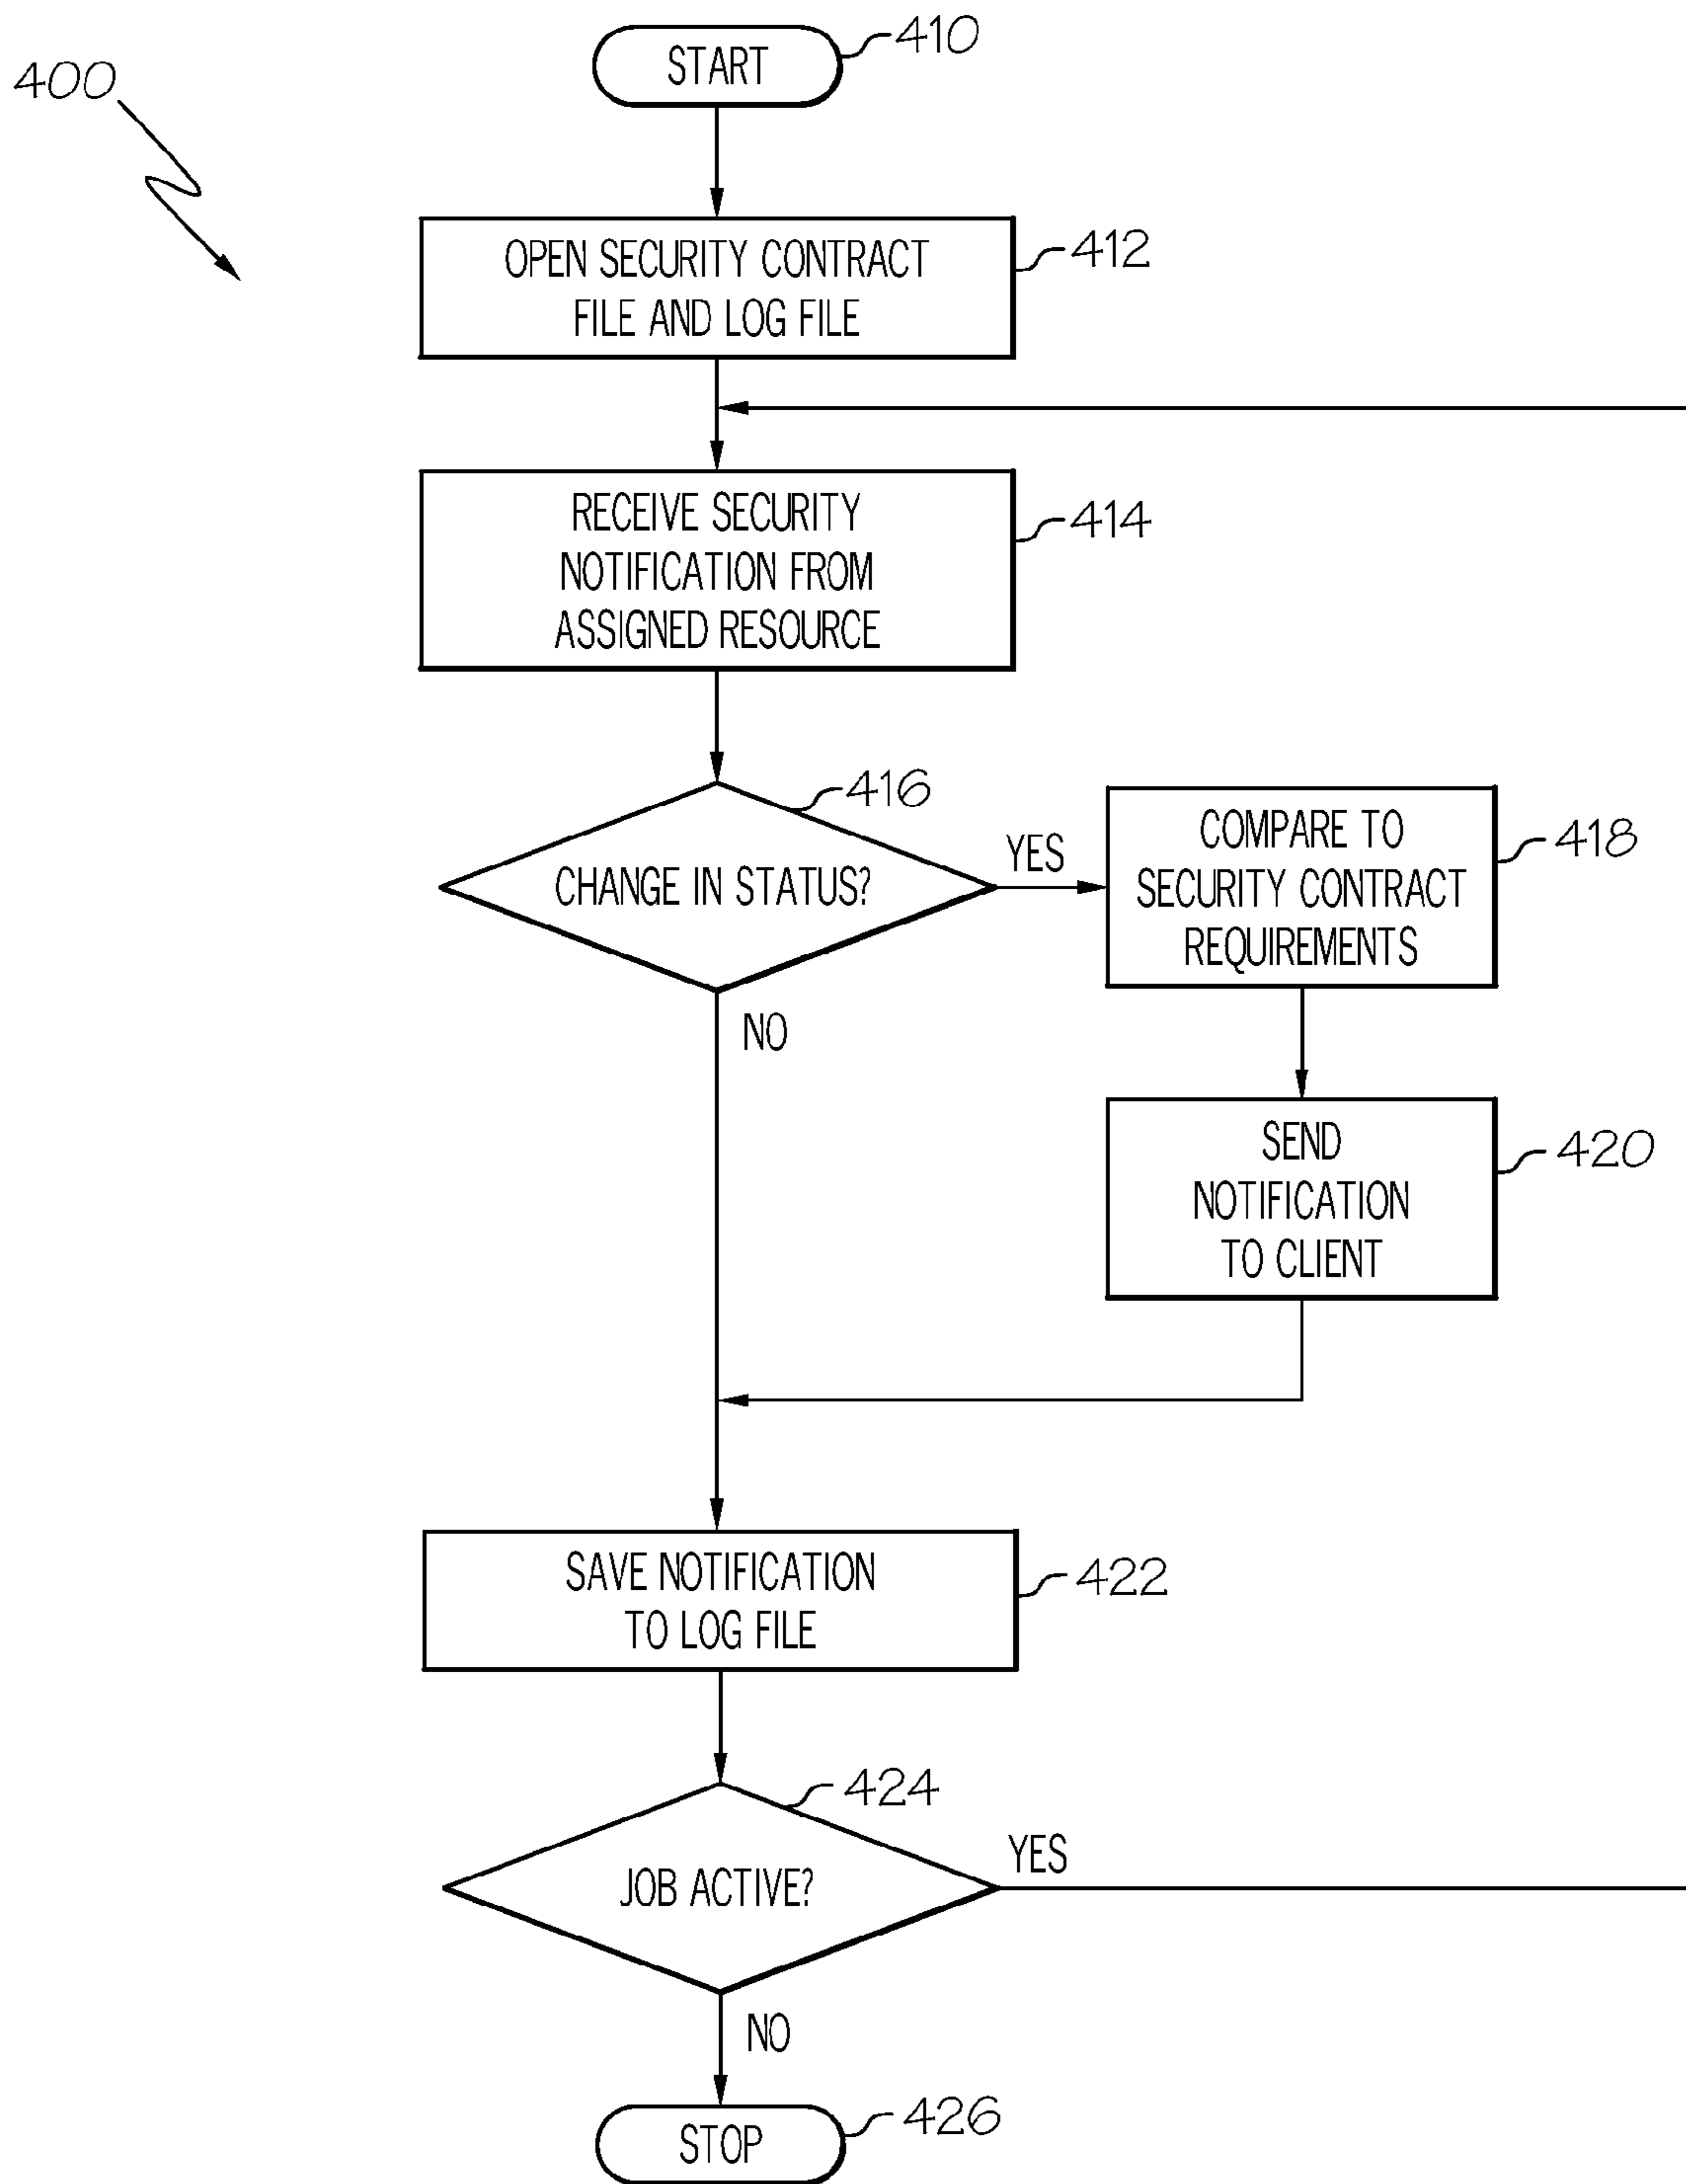 400
START
410
OPEN SECURITY CONTRACT
FILE AND LOG FILE
412
RECEIVE SECURITY
NOTIFICATION FROM
ASSIGNED RESOURCE
414
CHANGE IN STATUS?
416
YES
NO
COMPARE TO
SECURITY CONTRACT
REQUIREMENTS
418
SEND
NOTIFICATION
TO CLIENT
420
SAVE NOTIFICATION
TO LOG FILE
422
JOB ACTIVE?
424
YES
NO
STOP
426